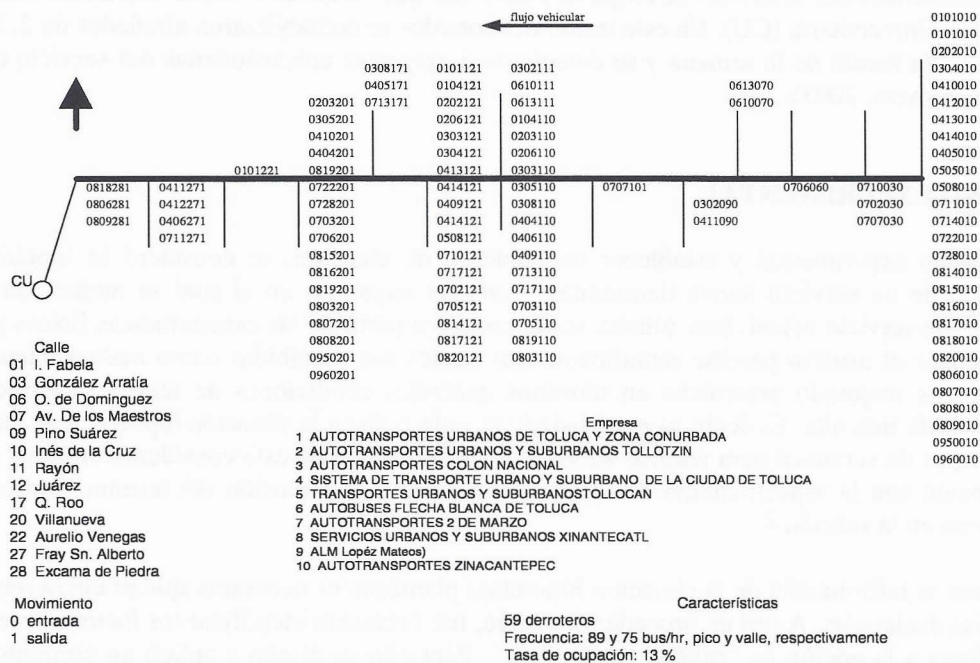 flujo vehicular
0818281
0806281
0809281
0411271
0412271
0406271
0711271
0101221
0203201
0305201
0410201
0404201
0819201
0722201
0728201
0703201
0706201
0815201
0816201
0819201
0805201
0807201
0808201
0950201
0960201
0308171
0405171
0713171
0101121
0104121
0202121
0206121
0303121
0304121
0413121
0414121
0409121
0414121
0508121
0710121
0717121
0702121
0705121
0814121
0817121
0820121
0302111
0610111
0613111
0104110
0203110
0206110
0303110
0305110
0308110
0404110
0406110
0409110
0713110
0717110
0703110
0705110
0819110
0803110
0707101
0302090
0411090
0613070
0610070
0706060
0710030
0702030
0707030
0101010
0101010
0202010
0304010
0410010
0412010
0413010
0414010
0405010
0505010
0508010
0711010
0714010
0722010
0728010
0814010
0816010
0817010
0818010
0820010
0806010
0807010
0808010
0809010
0950010
0960010
CU
Calle
01 I. Fabela
03 González Arratía
06 O. de Dominguez
07 Av. De los Maestros
09 Pino Suárez
10 Inés de la Cruz
11 Rayón
12 Juárez
17 Q. Roo
20 Villanueva
22 Aurelio Venegas
27 Fray Sn. Alberto
28 Excama de Piedra
Movimiento
0 entrada
1 salida
Empresa
1 AUTOTRANSPORTES URBANOS DE TOLUCA Y ZONA CONURBADA
2 AUTOTRANSPORTES URBANOS Y SUBURBANOS TOLLOTZIN
3 AUTOTRANSPORTES COLON NACIONAL
4 SISTEMA DE TRANSPORTE URBANO Y SUBURBANO DE LA CIUDAD DE TOLUCA
5 TRANSPORTES URBANOS Y SUBURBANOSTOLLOCAN
6 AUTOBUSES FLECHA BLANCA DE TOLUCA
7 AUTOTRANSPORTES 2 DE MARZO
8 SERVICIOS URBANOS Y SUBURBANOS XINANTECATL
9 ALM Lopéz Mateos)
10 AUTOTRANSPORTES ZINACANTEPEC
Características
59 derroteros
Frecuencia: 89 y 75 bus/hr, pico y valle, respectivamente
Tasa de ocupación: 13 %